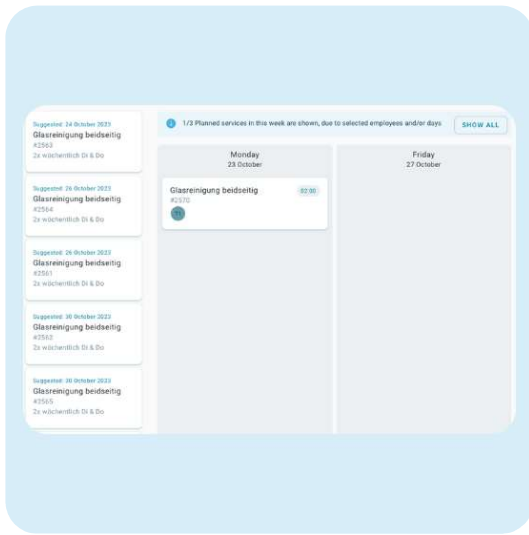 Suggested: 24 October 2023
Glasreinigung beidseitig
#2563
2x wöchentlich Di & Do
Suggested: 26 October 2023
Glasreinigung beidseitig
#2564
2x wöchentlich Di & Do
Suggested: 26 October 2023
Glasreinigung beidseitig
#2561
2x wöchentlich Di & Do
Suggested: 30 October 2023
Glasreinigung beidseitig
#2562
2x wöchentlich Di & Do
Suggested: 30 October 2023
Glasreinigung beidseitig
#2565
2x wöchentlich Di & Do
1/3 Planned services in this week are shown, due to selected employees and/or days
SHOW ALL
Monday
23 October
Glasreinigung beidseitig
02:00
#2570
Friday
27 October